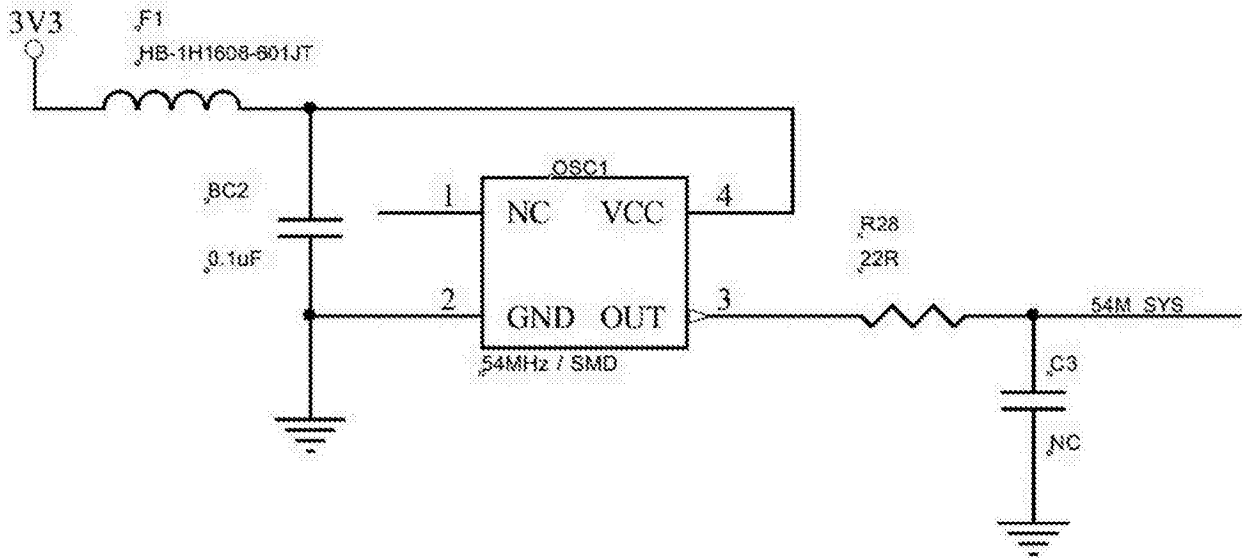 3V3
F1
HB-1H1608-601JT
OSC1
BC2
1
NC
VCC
4
R28
0.1uF
22R
2
GND
OUT
3
54M_SYS
54MHz / SMD
C3
NC